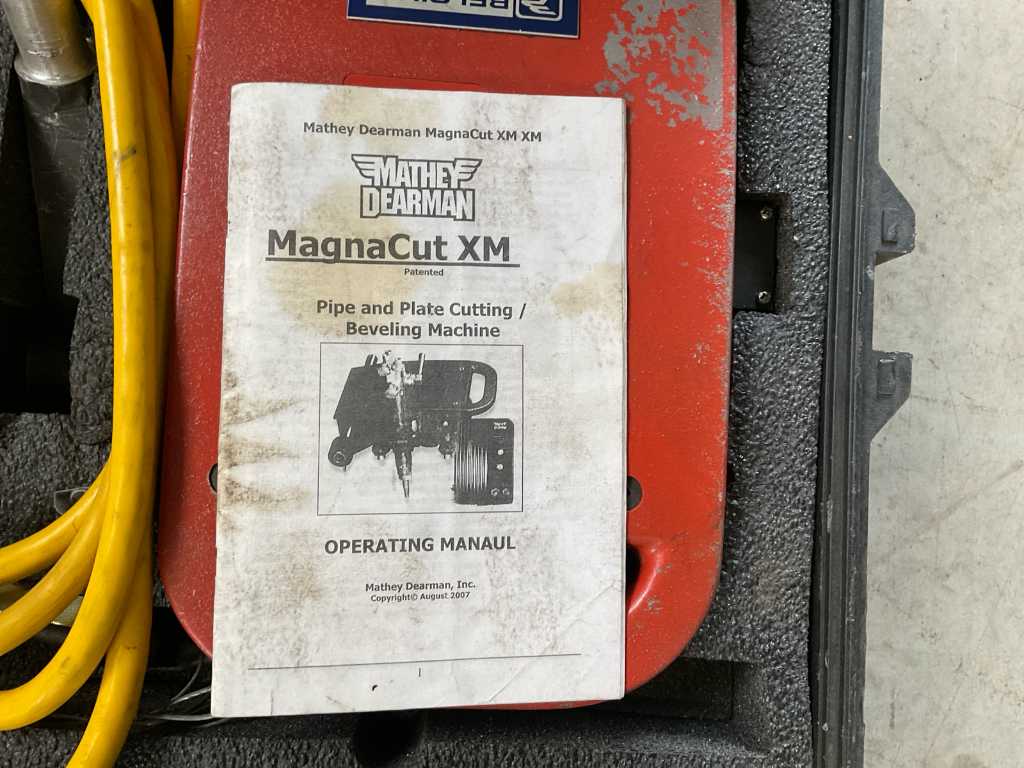 Mathey Dearman MagnaCut XM XM
MATHEY
DEARMAN
MagnaCut XM
Patented
Pipe and Plate Cutting /
Beveling Machine
OPERATING MANAUL
Mathey Dearman, Inc.
Copyright© August 2007
1